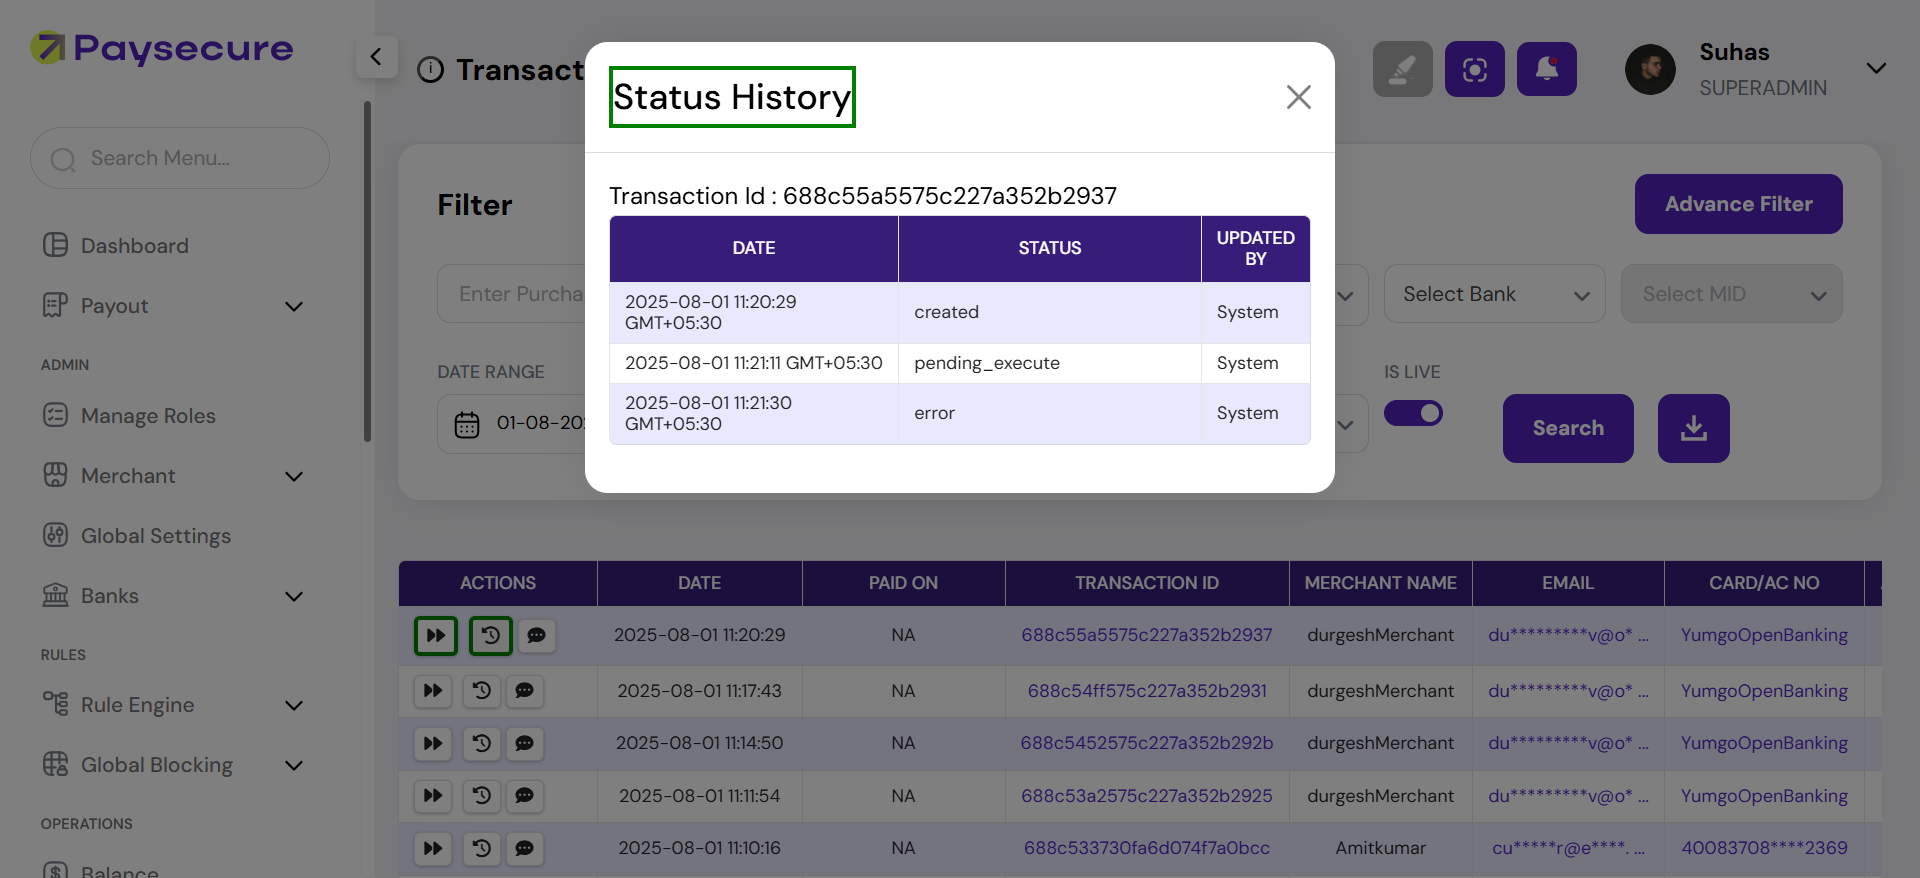 Paysecure
Transact
Suhas
SUPERADMIN
Search Menu...
Dashboard
Payout
ADMIN
Manage Roles
Merchant
Global Settings
Banks
RULES
Rule Engine
Global Blocking
OPERATIONS
Balance
Status History
Transaction Id : 688c55a5575c227a352b2937
DATE STATUS UPDATED BY
2025-08-01 11:20:29 GMT+05:30 created System
2025-08-01 11:21:11 GMT+05:30 pending_execute System
2025-08-01 11:21:30 GMT+05:30 error System
Filter
Advance Filter
Enter Purcha
Select Bank
Select MID
DATE RANGE
IS LIVE
01-08-20
Search
ACTIONS DATE PAID ON TRANSACTION ID MERCHANT NAME EMAIL CARD/AC NO
2025-08-01 11:20:29 NA 688c55a5575c227a352b2937 durgeshMerchant du*********v@o* ... YumgoOpenBanking
2025-08-01 11:17:43 NA 688c54ff575c227a352b2931 durgeshMerchant du*********v@o* ... YumgoOpenBanking
2025-08-01 11:14:50 NA 688c5452575c227a352b292b durgeshMerchant du*********v@o* ... YumgoOpenBanking
2025-08-01 11:11:54 NA 688c53a2575c227a352b2925 durgeshMerchant du*********v@o* ... YumgoOpenBanking
2025-08-01 11:10:16 NA 688c533730fa6d074f7a0bcc Amitkumar cu*****r@e****. ... 40083708****2369